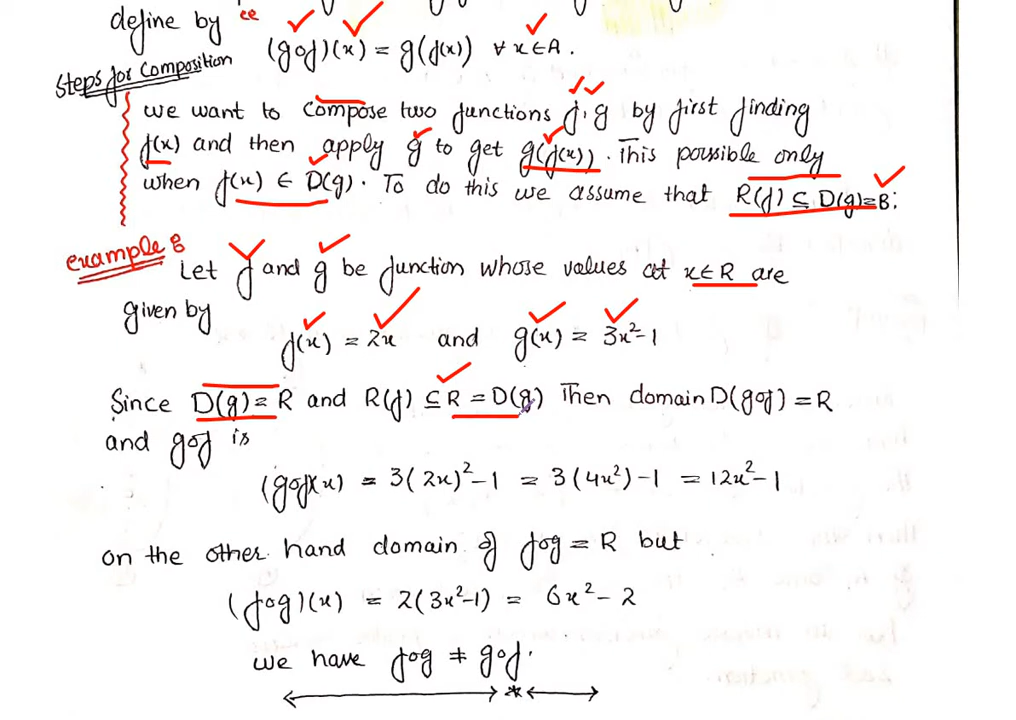 define by
(gof)(x) = g(f(x)) ∀ x∈A.
Steps for Composition
we want to compose two functions f, g by first finding
f(x) and then apply g to get g(f(x)). This possible only
when f(x) ∈ D(g). To do this we assume that R(f) ⊆ D(g)=B.
example 8
Let f and g be function whose values at x∈R are
given by
f(x) = 2x and g(x) = 3x²-1
Since D(g)=R and R(f) ⊆ R = D(g) Then domain D(gof) = R
and gof is
(gof)(x) = 3(2x)²-1 = 3(4x²)-1 = 12x²-1
on the other hand domain of fog = R but
(fog)(x) = 2(3x²-1) = 6x²-2
we have fog ≠ gof.